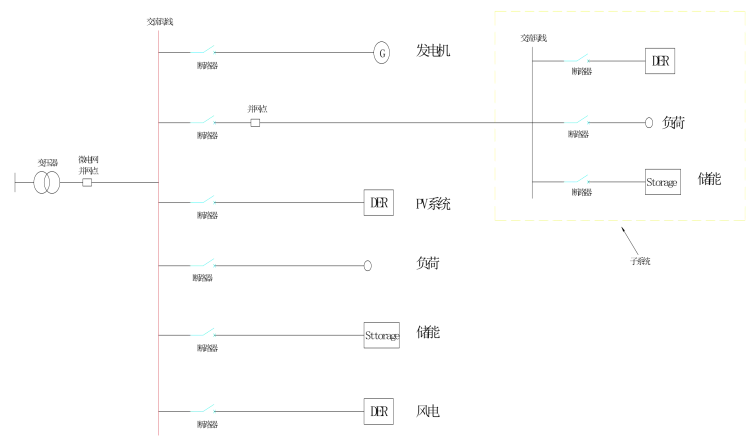 交流母线
断路器
G
发电机
断路器
并网点
变压器
微电网
并网点
断路器
DER
PV系统
断路器
负荷
断路器
Sttorage
储能
断路器
DER
风电
交流母线
断路器
DER
断路器
负荷
断路器
Storage
储能
子系统